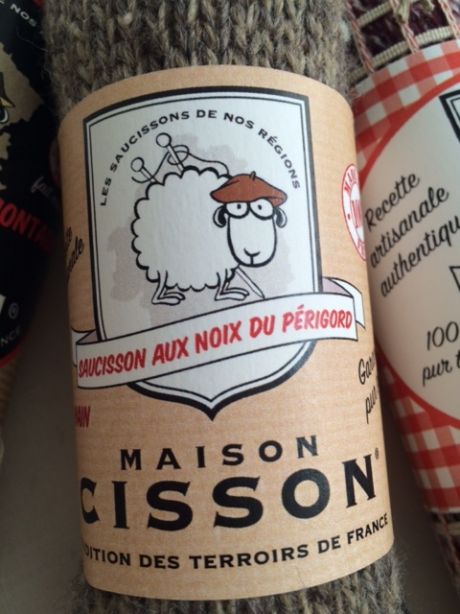 LES SAUCISSONS DE NOS RÉGIONS
SAUCISSON AUX NOIX DU PÉRIGORD
MAISON
CISSON
DITION DES TERROIRS DE FRANCE
Recette
artisanale
authentique
100
pur